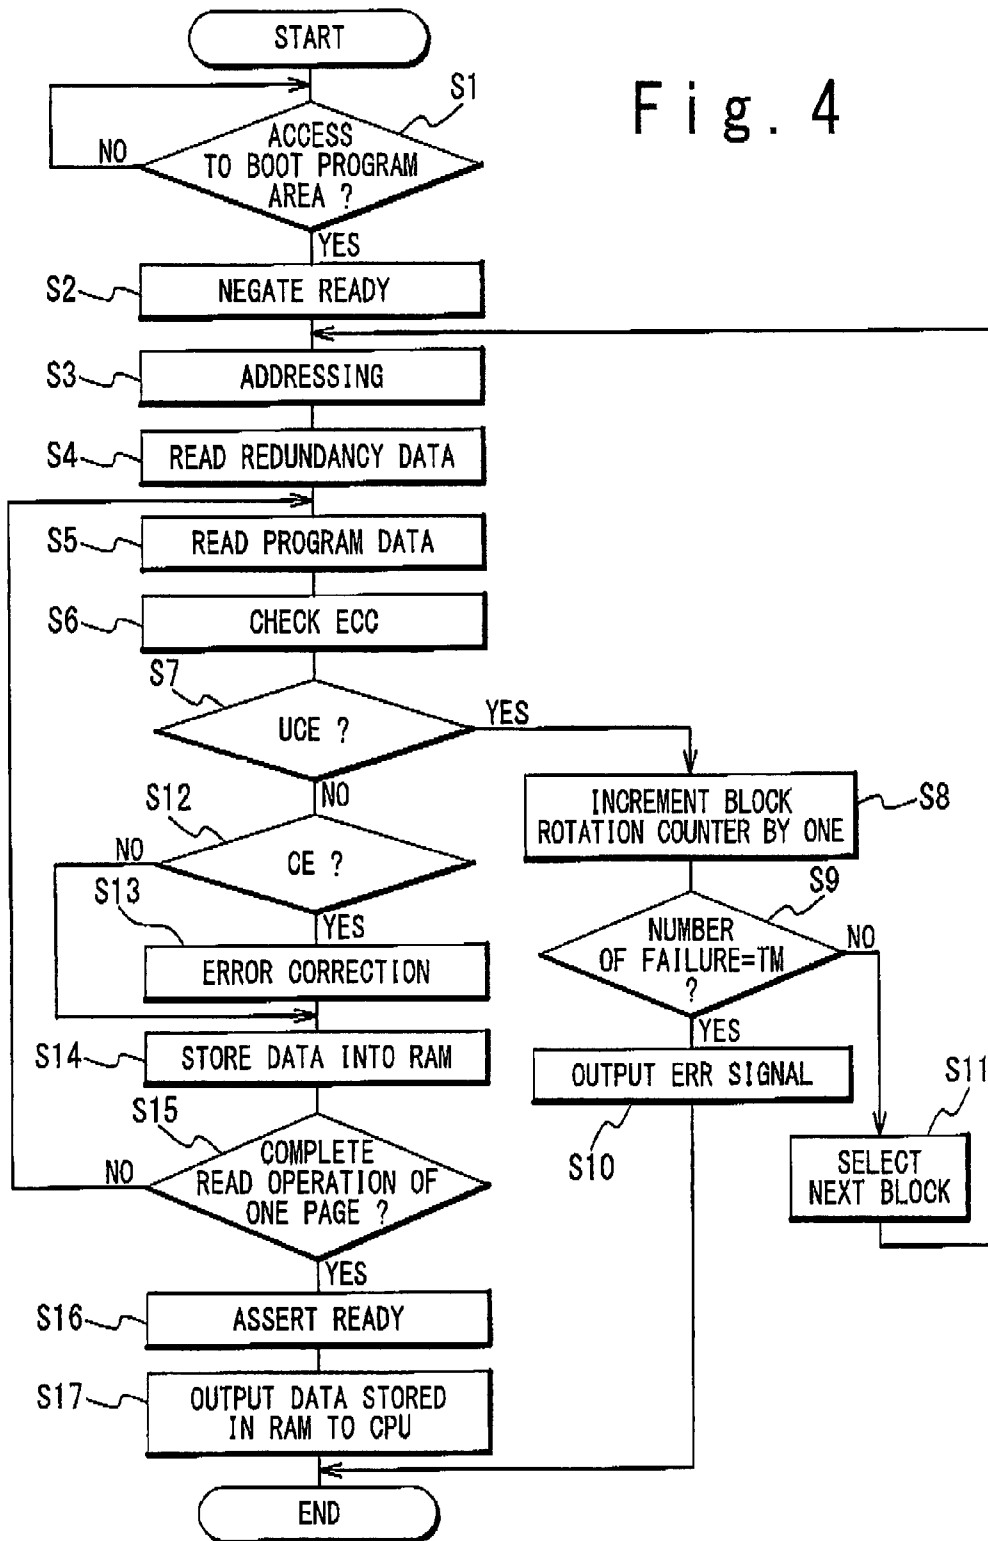 START
Fig. 4
S1
ACCESS
TO BOOT PROGRAM
AREA ?
NO
YES
S2
NEGATE READY
S3
ADDRESSING
S4
READ REDUNDANCY DATA
S5
READ PROGRAM DATA
S6
CHECK ECC
S7
UCE ?
YES
NO
S8
INCREMENT BLOCK
ROTATION COUNTER BY ONE
S12
CE ?
NO
YES
S9
NUMBER
OF FAILURE=TM
?
NO
YES
S13
ERROR CORRECTION
S14
STORE DATA INTO RAM
OUTPUT ERR SIGNAL
S10
S11
SELECT
NEXT BLOCK
S15
COMPLETE
READ OPERATION OF
ONE PAGE ?
NO
YES
S16
ASSERT READY
S17
OUTPUT DATA STORED
IN RAM TO CPU
END